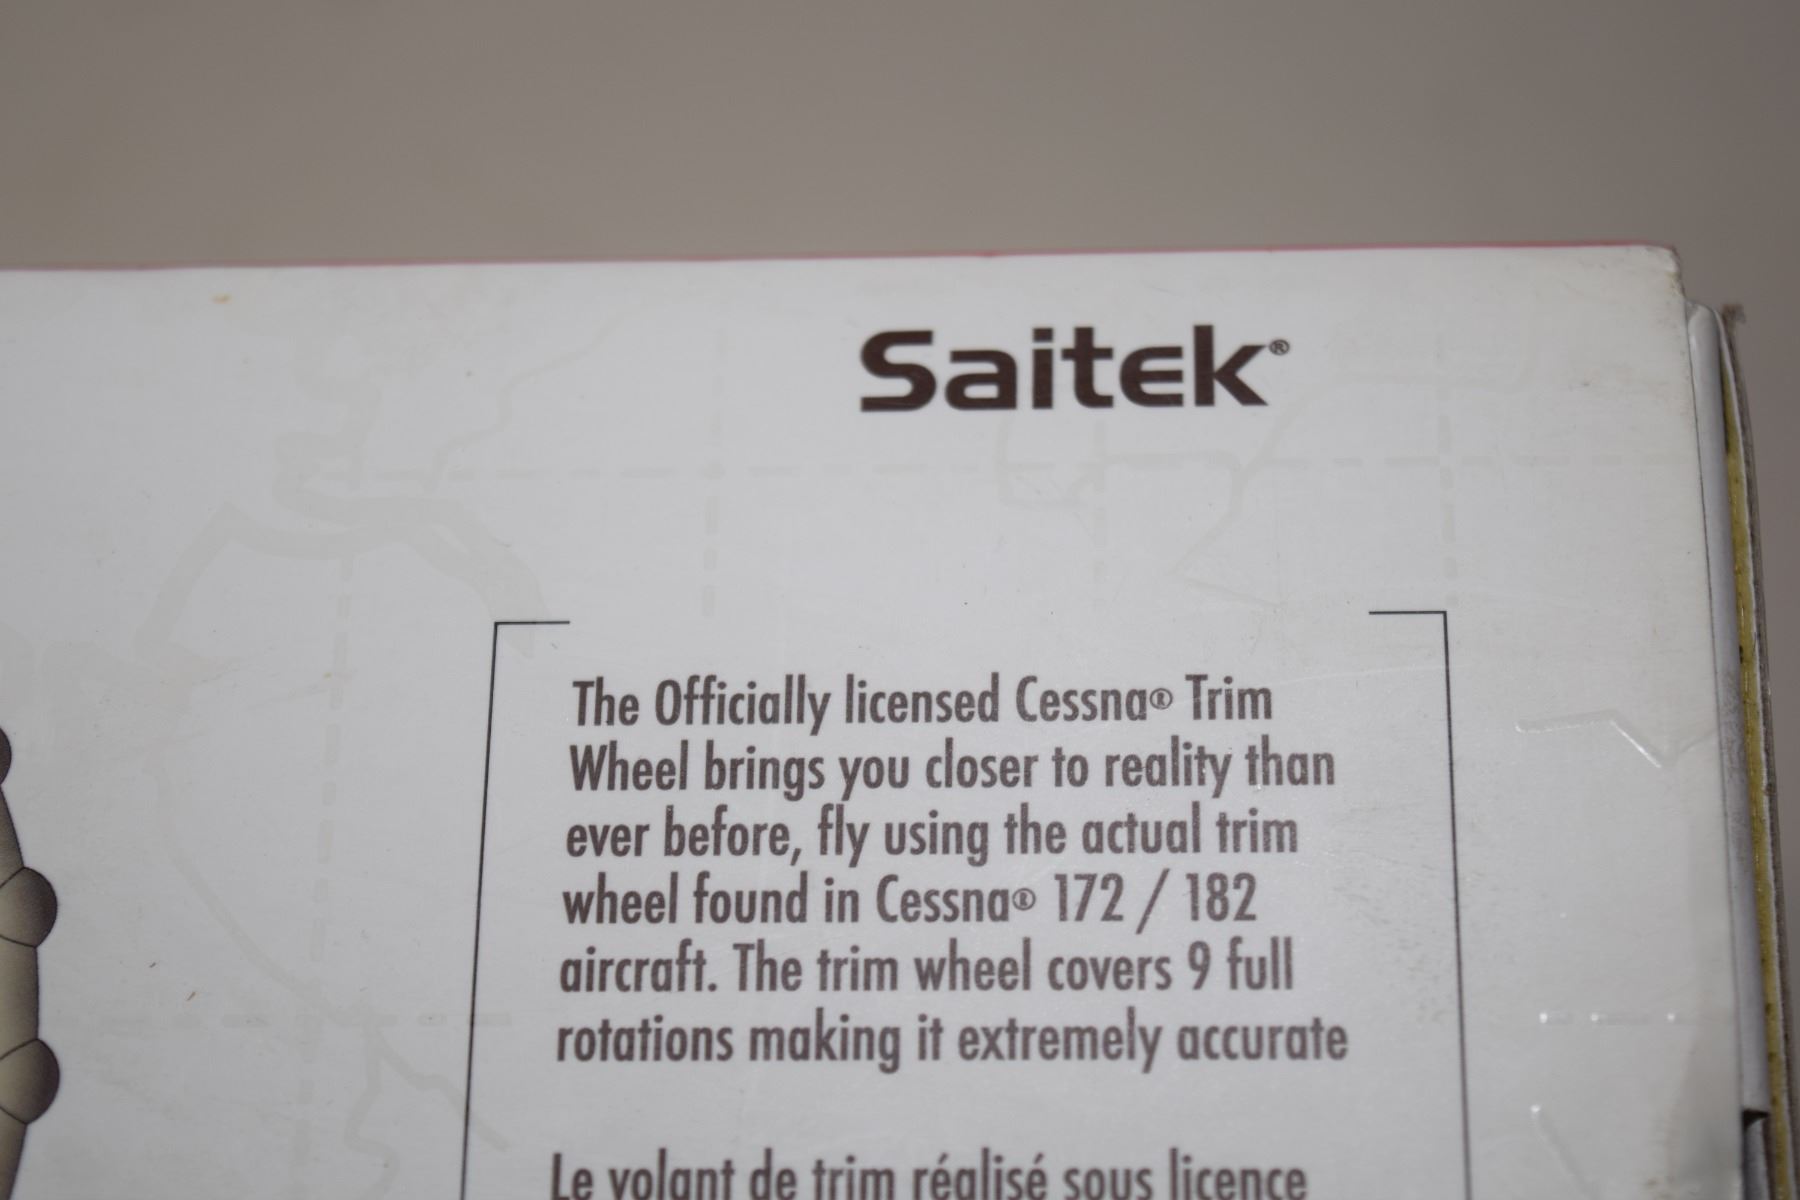 Saitek®
The Officially licensed Cessna® Trim
Wheel brings you closer to reality than
ever before, fly using the actual trim
wheel found in Cessna® 172 / 182
aircraft. The trim wheel covers 9 full
rotations making it extremely accurate
Le volant de trim réalisé sous licence